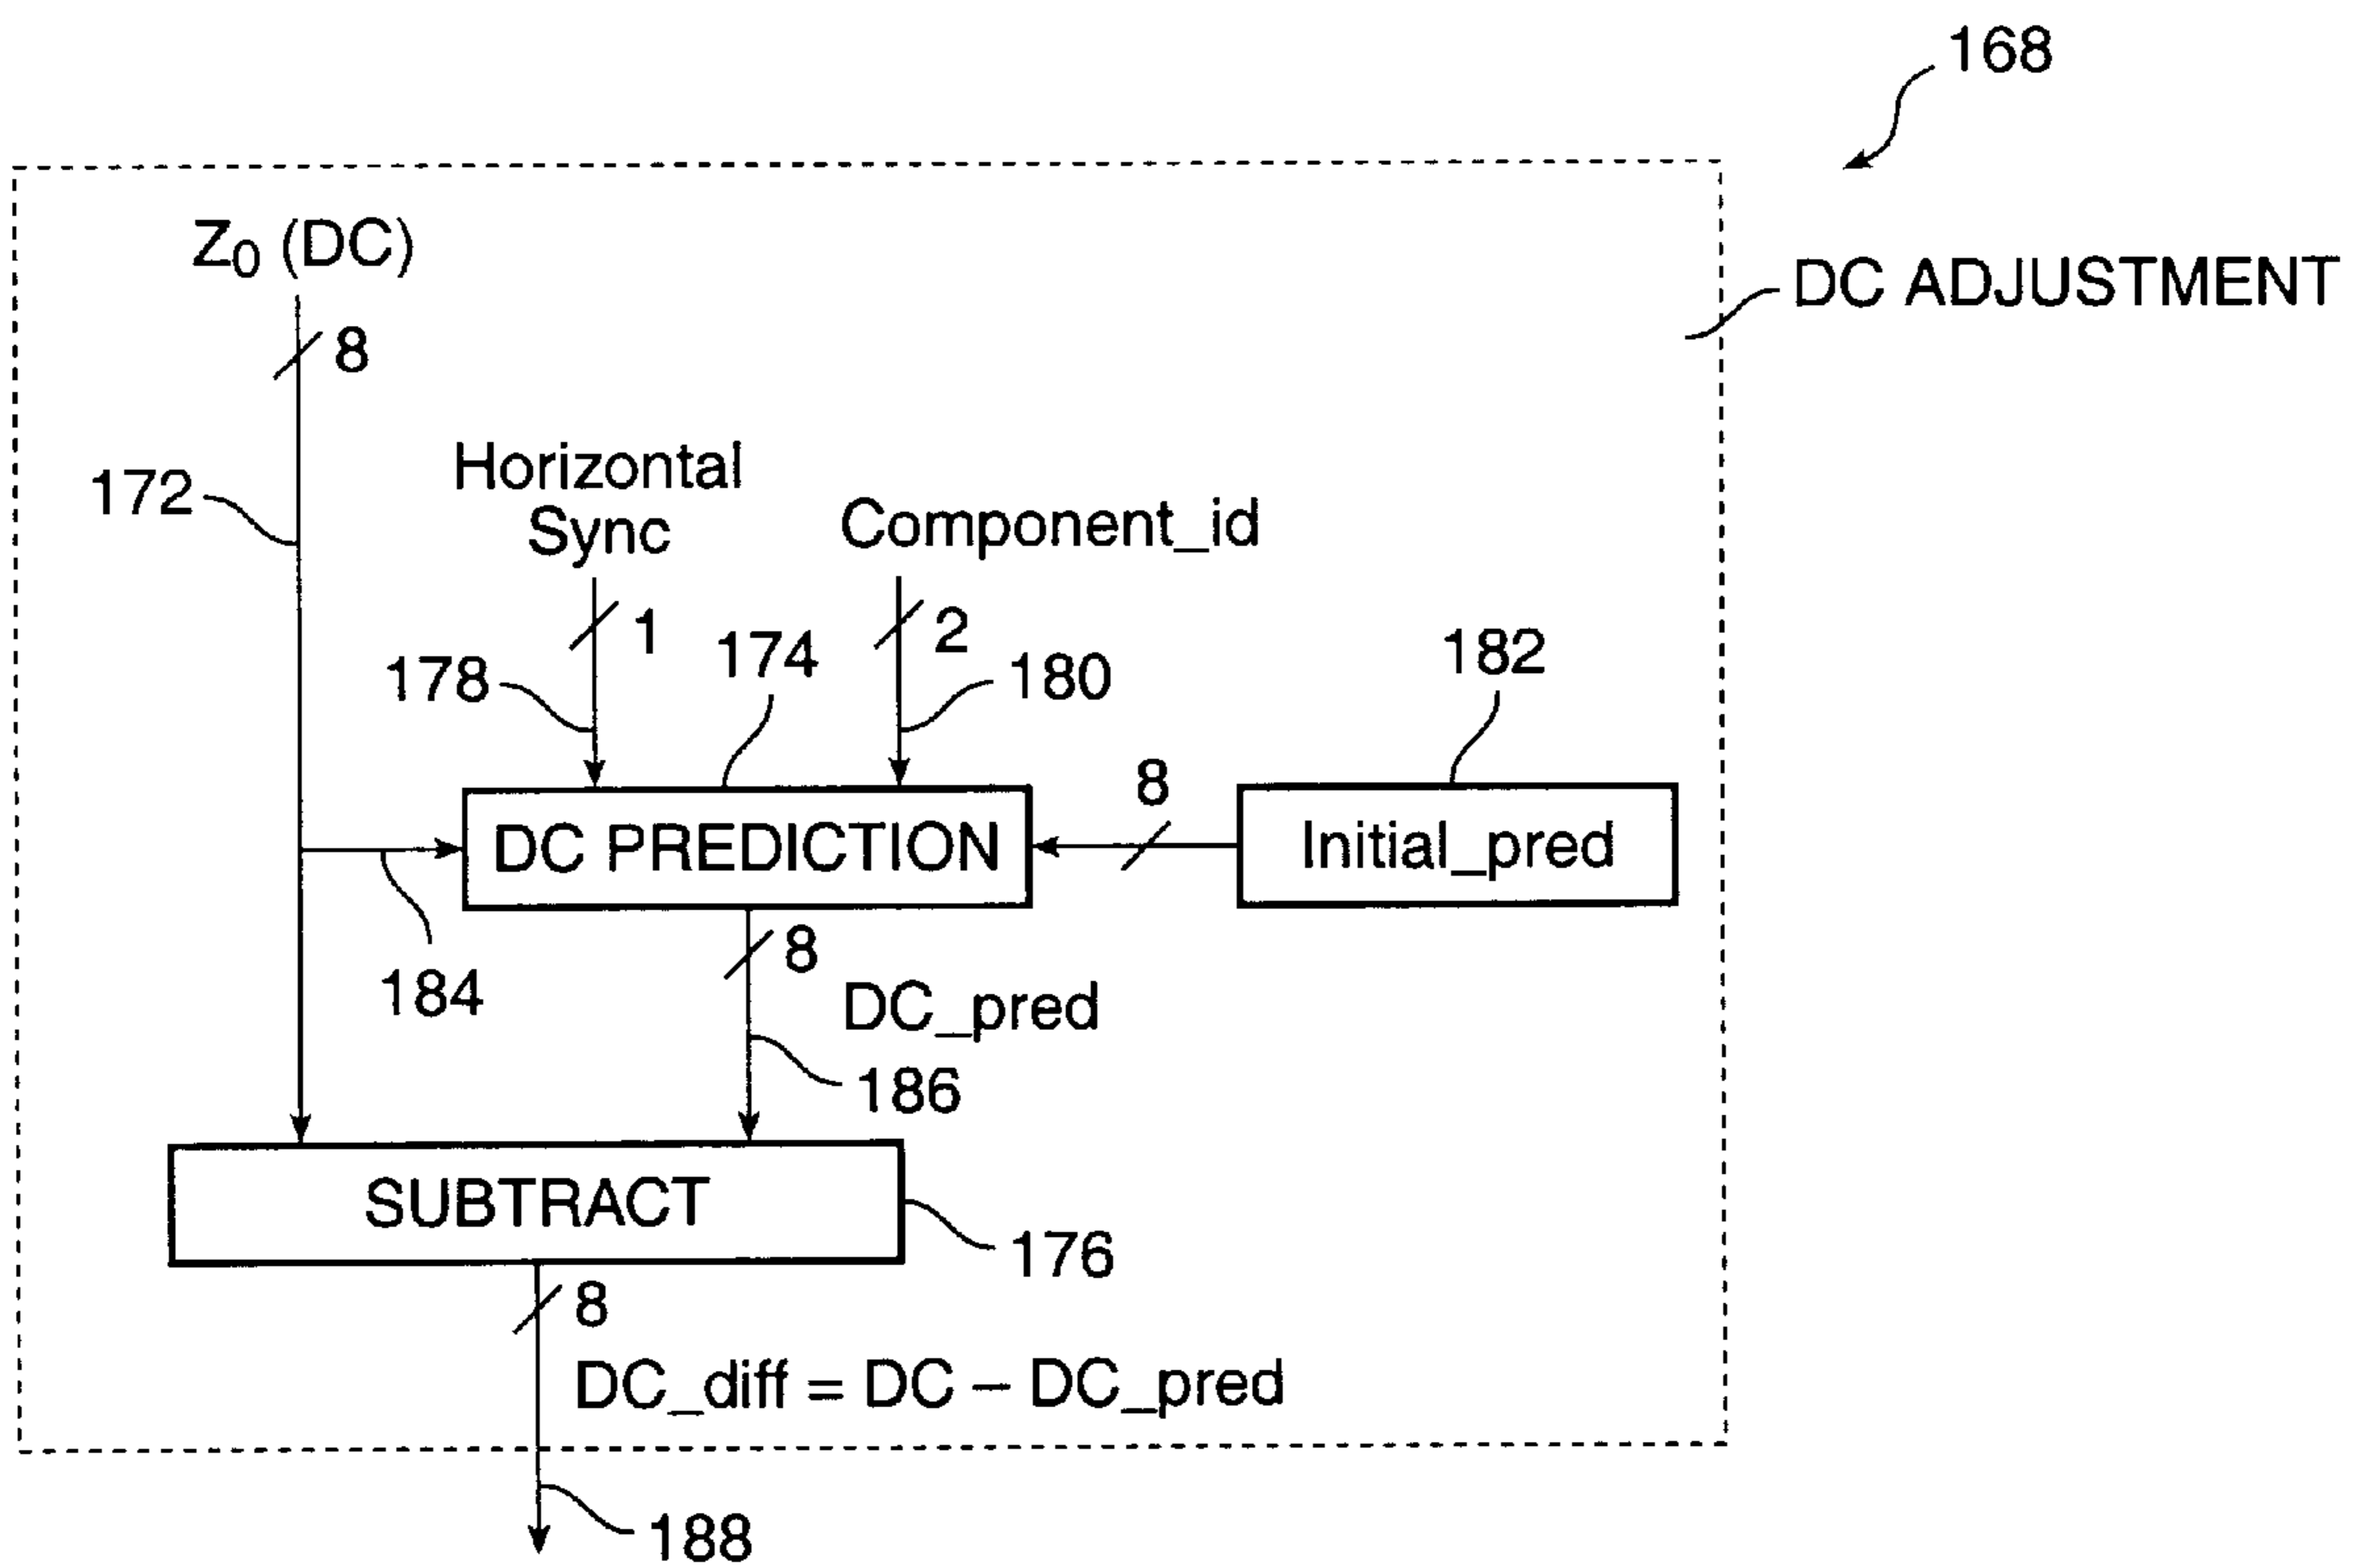 168
Z0 (DC)
DC ADJUSTMENT
8
Horizontal
Sync
172
Component_id
1
2
174
182
178
180
8
DC PREDICTION
Initial_pred
8
184
DC_pred
186
SUBTRACT
176
8
DC_diff = DC – DC_pred
188